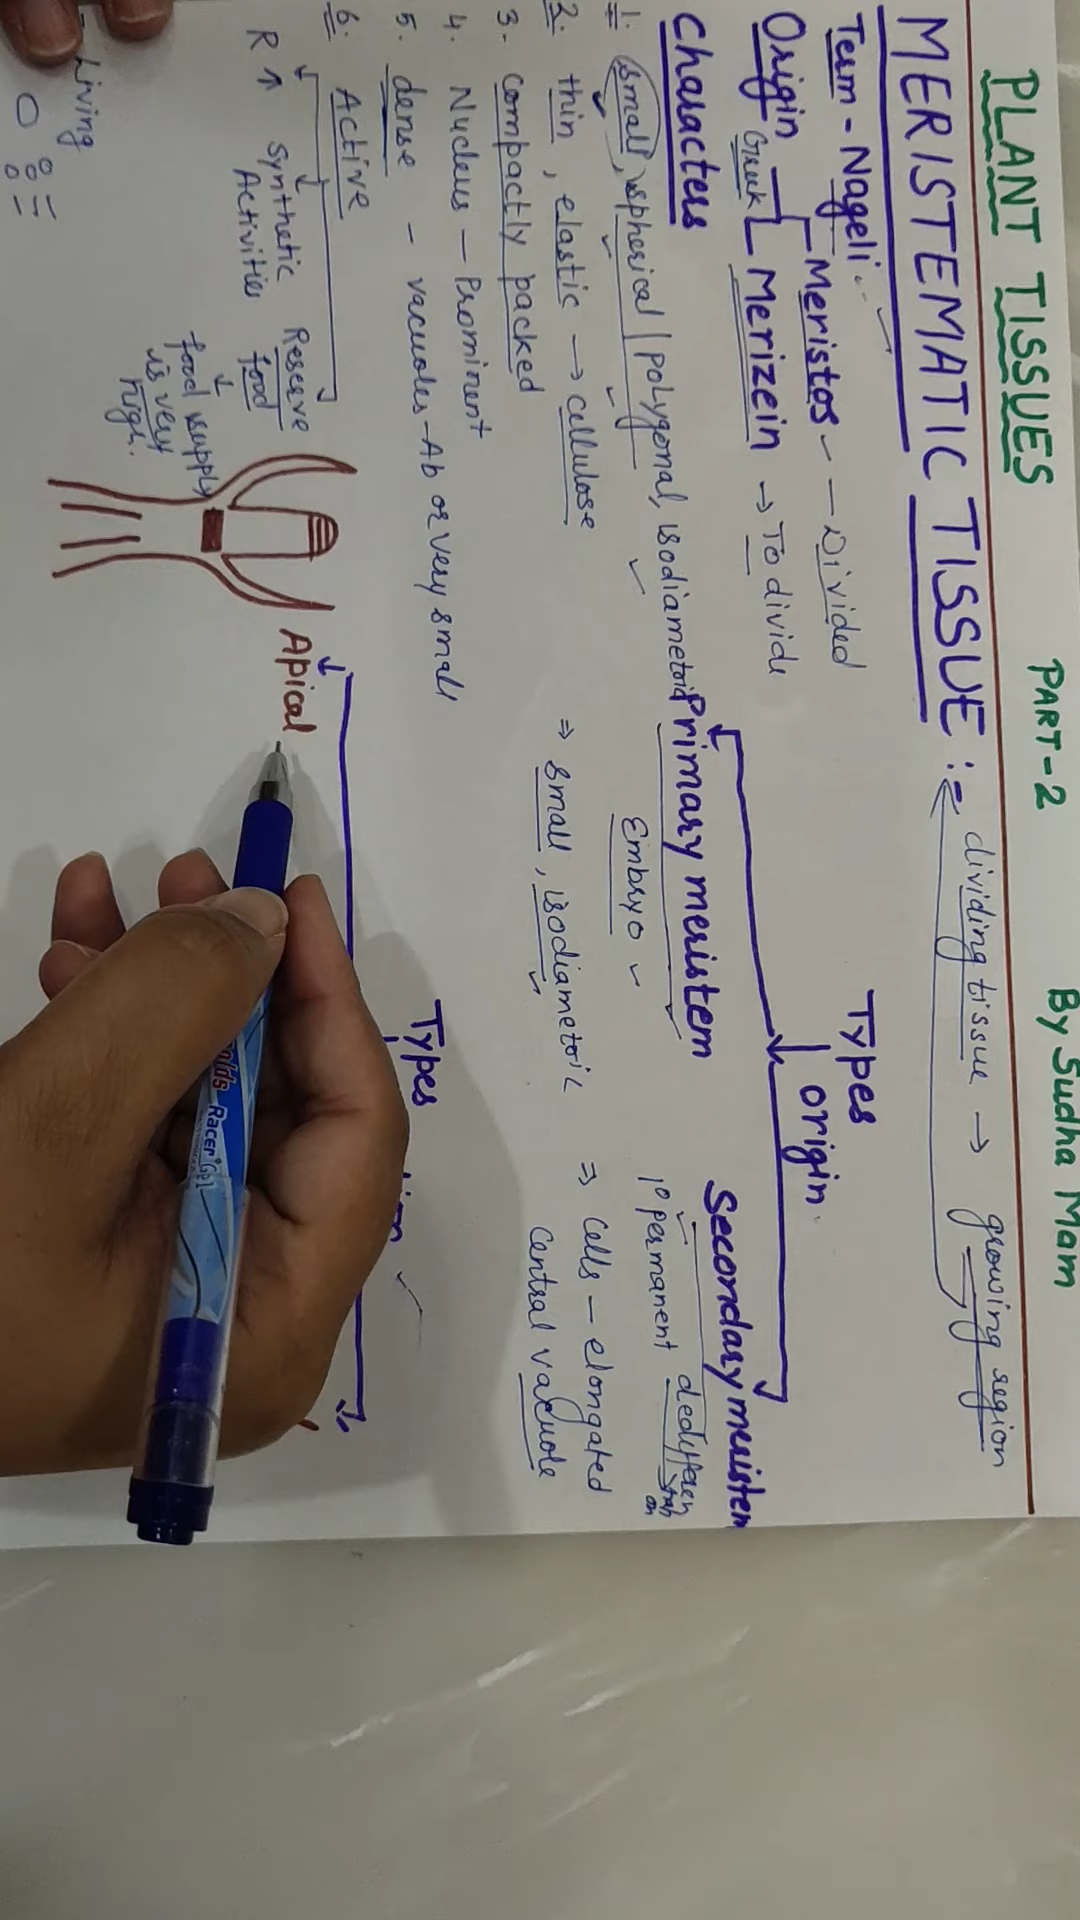 PLANT TISSUES PART-2 By Sudha Mam
MERISTEMATIC TISSUE :- dividing tissue → growing region
Term - Nageli
Meristos - Divided
Origin Greek Merizein → To divide
Types
origin
Characters
Primary meristem
Secondary meristem
1. small, spherical / polygonal, isodiametric
Embryo
1° permanent dedifferen
2. thin, elastic → cellulose
⇒ small, isodiametric
⇒ cells - elongated
central vacuole
3. compactly packed
4. Nucleus - Prominent
5. dense - vacuoles - Ab or very small
6. Active
R ↑ synthetic Activities
Reserve food
food supply is very high.
Types
Apical
Living
Racer Gel